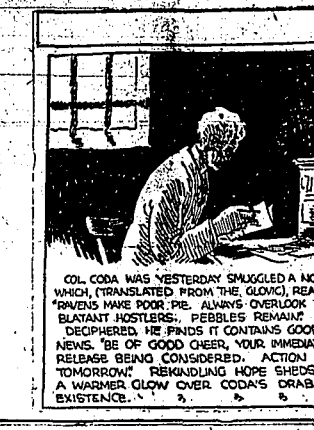 COL. CODA WAS YESTERDAY SMUGGLED A NO
WHICH, (TRANSLATED FROM THE, GLOVIC), REA
"RAVENS MAKE POOR PIE. ALWAYS OVERLOOK
BLATANT HOSTLERS. PEBBLES REMAIN."
DECIPHERED, HE FINDS IT CONTAINS GOO
NEWS. "BE OF GOOD CHEER, YOUR IMMEDIA
RELEASE BEING CONSIDERED. ACTION
TOMORROW." REKINDLING HOPE SHEDS
A WARMER GLOW OVER CODA'S DRAB
EXISTENCE.